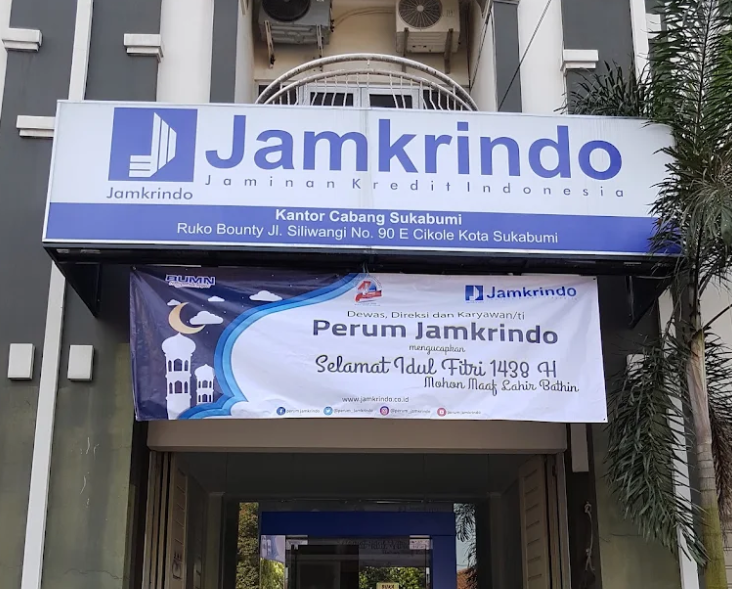 Jamkrindo
Jaminan Kredit Indonesia
Jamkrindo
Kantor Cabang Sukabumi
Ruko Bounty Jl. Siliwangi No. 90 E Cikole Kota Sukabumi
BUMN
Jamkrindo
Dewas, Direksi dan Karyawan/ti
Perum Jamkrindo
mengucapkan
Selamat Idul Fitri 1438 H
Mohon Maaf Lahir Bathin
www.jamkrindo.co.id